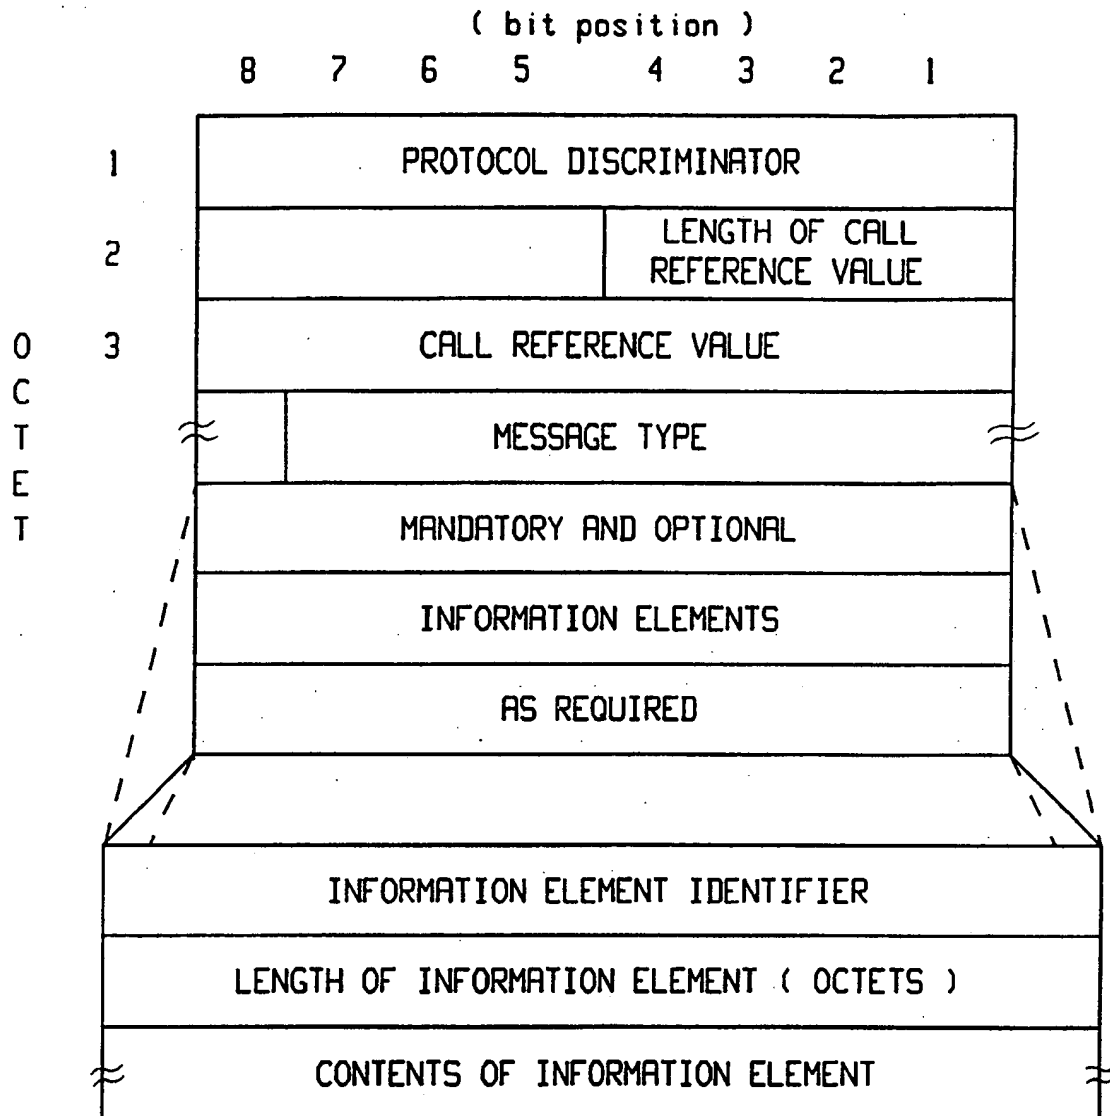 ( bit position )
8 7 6 5 4 3 2 1
1 PROTOCOL DISCRIMINATOR
2 LENGTH OF CALL
REFERENCE VALUE
3 CALL REFERENCE VALUE
OCTET
MESSAGE TYPE
MANDATORY AND OPTIONAL
INFORMATION ELEMENTS
AS REQUIRED
INFORMATION ELEMENT IDENTIFIER
LENGTH OF INFORMATION ELEMENT ( OCTETS )
CONTENTS OF INFORMATION ELEMENT